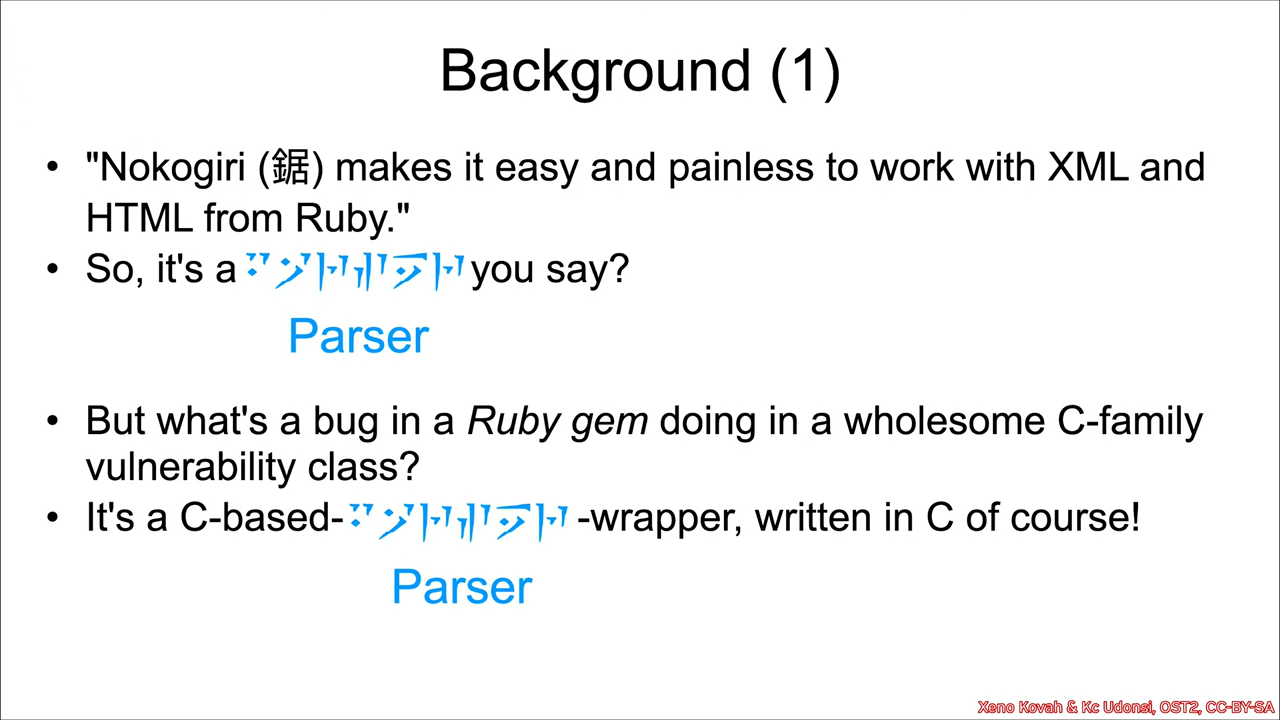 Background (1)
• "Nokogiri (鋸) makes it easy and painless to work with XML and
HTML from Ruby."
• So, it's a you say?
Parser
• But what's a bug in a Ruby gem doing in a wholesome C-family
vulnerability class?
• It's a C-based- -wrapper, written in C of course!
Parser
Xeno Kovah & Kc Udonsi, OST2, CC-BY-SA